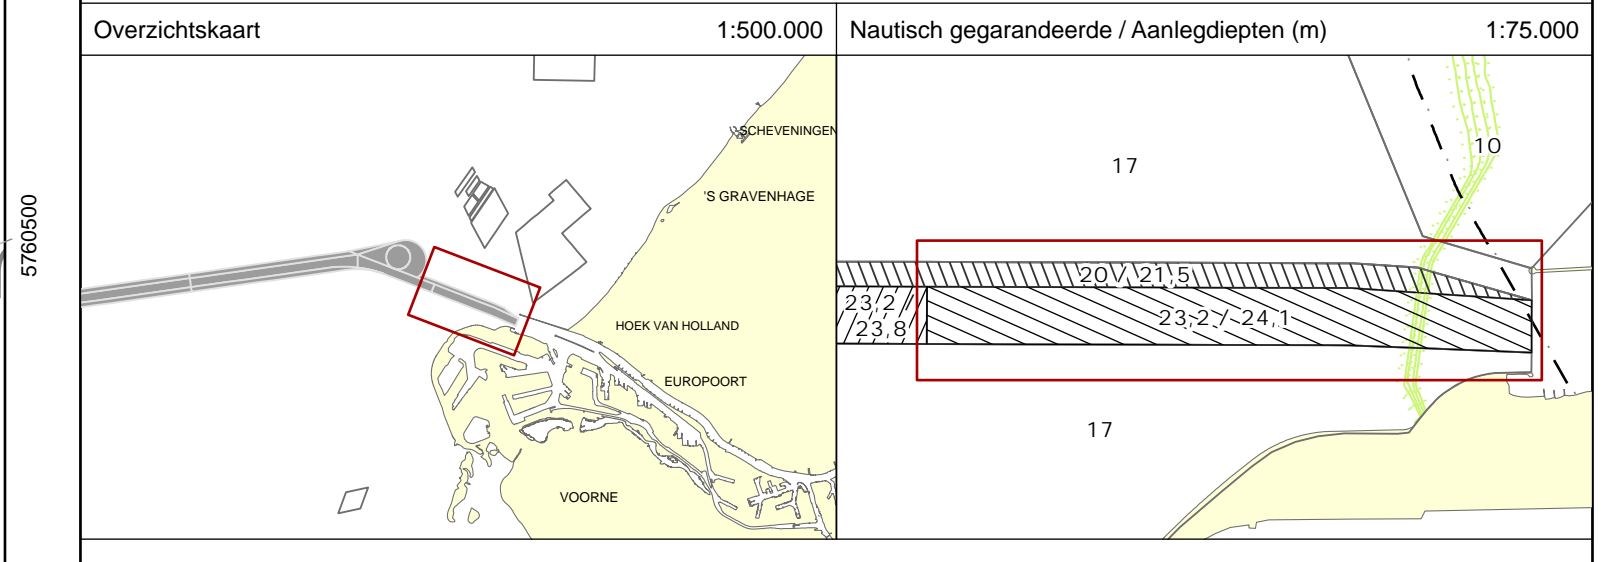 5760500
Overzichtskaart 1:500.000
SCHEVENINGEN
'S GRAVENHAGE
HOEK VAN HOLLAND
EUROPOORT
VOORNE
Nautisch gegarandeerde / Aanlegdiepten (m) 1:75.000
17
10
20 / 21,5
23,2
23,8
23,2 / 24,1
17